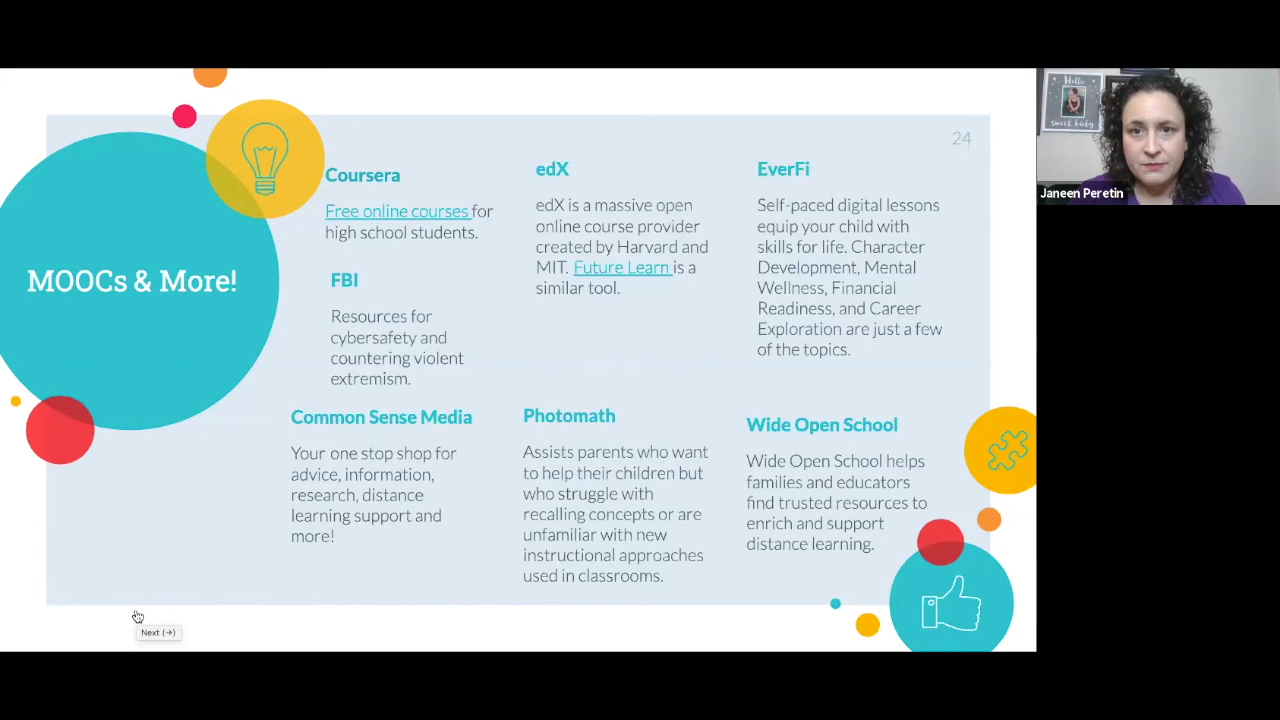 24
MOOCs & More!
Coursera
Free online courses for
high school students.
FBI
Resources for
cybersafety and
countering violent
extremism.
edX
edX is a massive open
online course provider
created by Harvard and
MIT. Future Learn is a
similar tool.
EverFi
Self-paced digital lessons
equip your child with
skills for life. Character
Development, Mental
Wellness, Financial
Readiness, and Career
Exploration are just a few
of the topics.
Common Sense Media
Your one stop shop for
advice, information,
research, distance
learning support and
more!
Photomath
Assists parents who want
to help their children but
who struggle with
recalling concepts or are
unfamiliar with new
instructional approaches
used in classrooms.
Wide Open School
Wide Open School helps
families and educators
find trusted resources to
enrich and support
distance learning.
Next (→)
Hello
sweet baby
Janeen Peretin